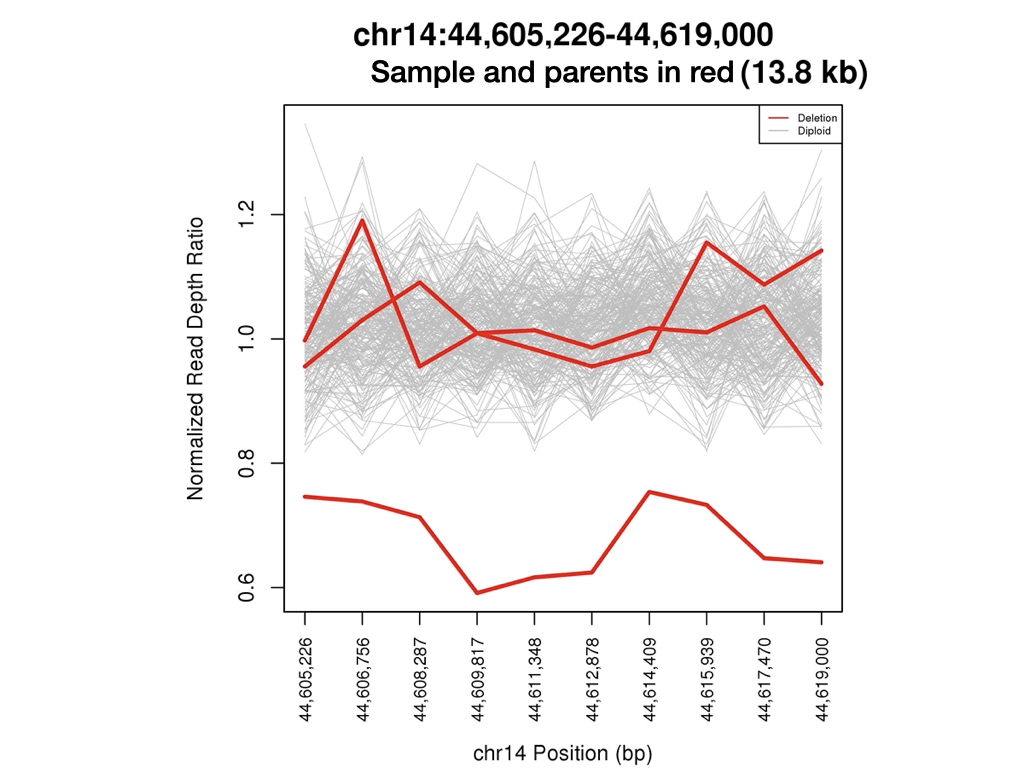 chr14:44,605,226-44,619,000
Sample and parents in red (13.8 kb)
Deletion
Diploid
Normalized Read Depth Ratio
1.2
1.0
0.8
0.6
44,605,226
44,606,756
44,608,287
44,609,817
44,611,348
44,612,878
44,614,409
44,615,939
44,617,470
44,619,000
chr14 Position (bp)